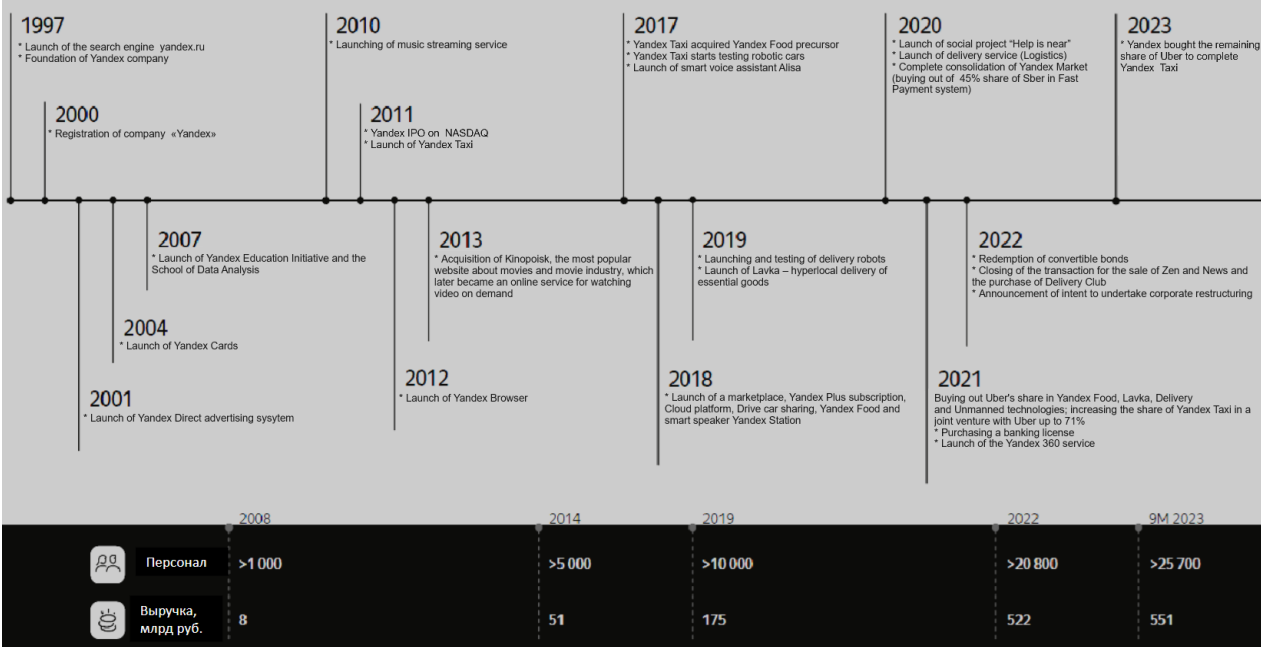 1997
* Launch of the search engine yandex.ru
* Foundation of Yandex company
2000
* Registration of company «Yandex»
2001
* Launch of Yandex Direct advertising sysytem
2004
* Launch of Yandex Cards
2007
* Launch of Yandex Education Initiative and the
School of Data Analysis
2010
* Launching of music streaming service
2011
* Yandex IPO on NASDAQ
* Launch of Yandex Taxi
2012
* Launch of Yandex Browser
2013
* Acquisition of Kinopoisk, the most popular
website about movies and movie industry, which
later became an online service for watching
video on demand
2017
* Yandex Taxi acquired Yandex Food precursor
* Yandex Taxi starts testing robotic cars
* Launch of smart voice assistant Alisa
2018
* Launch of a marketplace, Yandex Plus subscription,
Cloud platform, Drive car sharing, Yandex Food and
smart speaker Yandex Station
2019
* Launching and testing of delivery robots
* Launch of Lavka – hyperlocal delivery of
essential goods
2020
* Launch of social project “Help is near”
* Launch of delivery service (Logistics)
* Complete consolidation of Yandex Market
(buying out of 45% share of Sber in Fast
Payment system)
2021
Buying out Uber's share in Yandex Food, Lavka, Delivery
and Unmanned technologies; increasing the share of Yandex Taxi in a
joint venture with Uber up to 71%
* Purchasing a banking license
* Launch of the Yandex 360 service
2022
* Redemption of convertible bonds
* Closing of the transaction for the sale of Zen and News and
the purchase of Delivery Club
* Announcement of intent to undertake corporate restructuring
2023
* Yandex bought the remaining
share of Uber to complete
Yandex Taxi
2008 2014 2019 2022 9M 2023
Персонал >1 000 >5 000 >10 000 >20 800 >25 700
Выручка,
млрд руб. 8 51 175 522 551